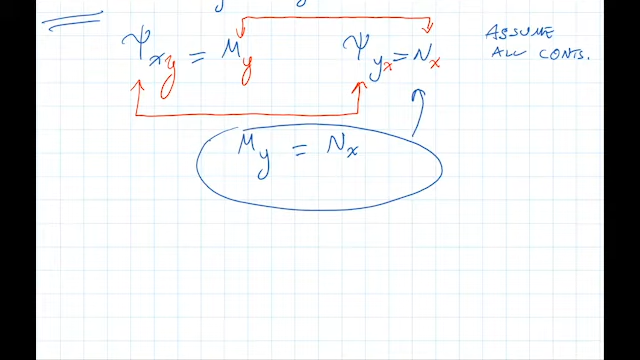 Ψxy = My Ψyx = Nx
ASSUME
ALL CONTS.
My = Nx